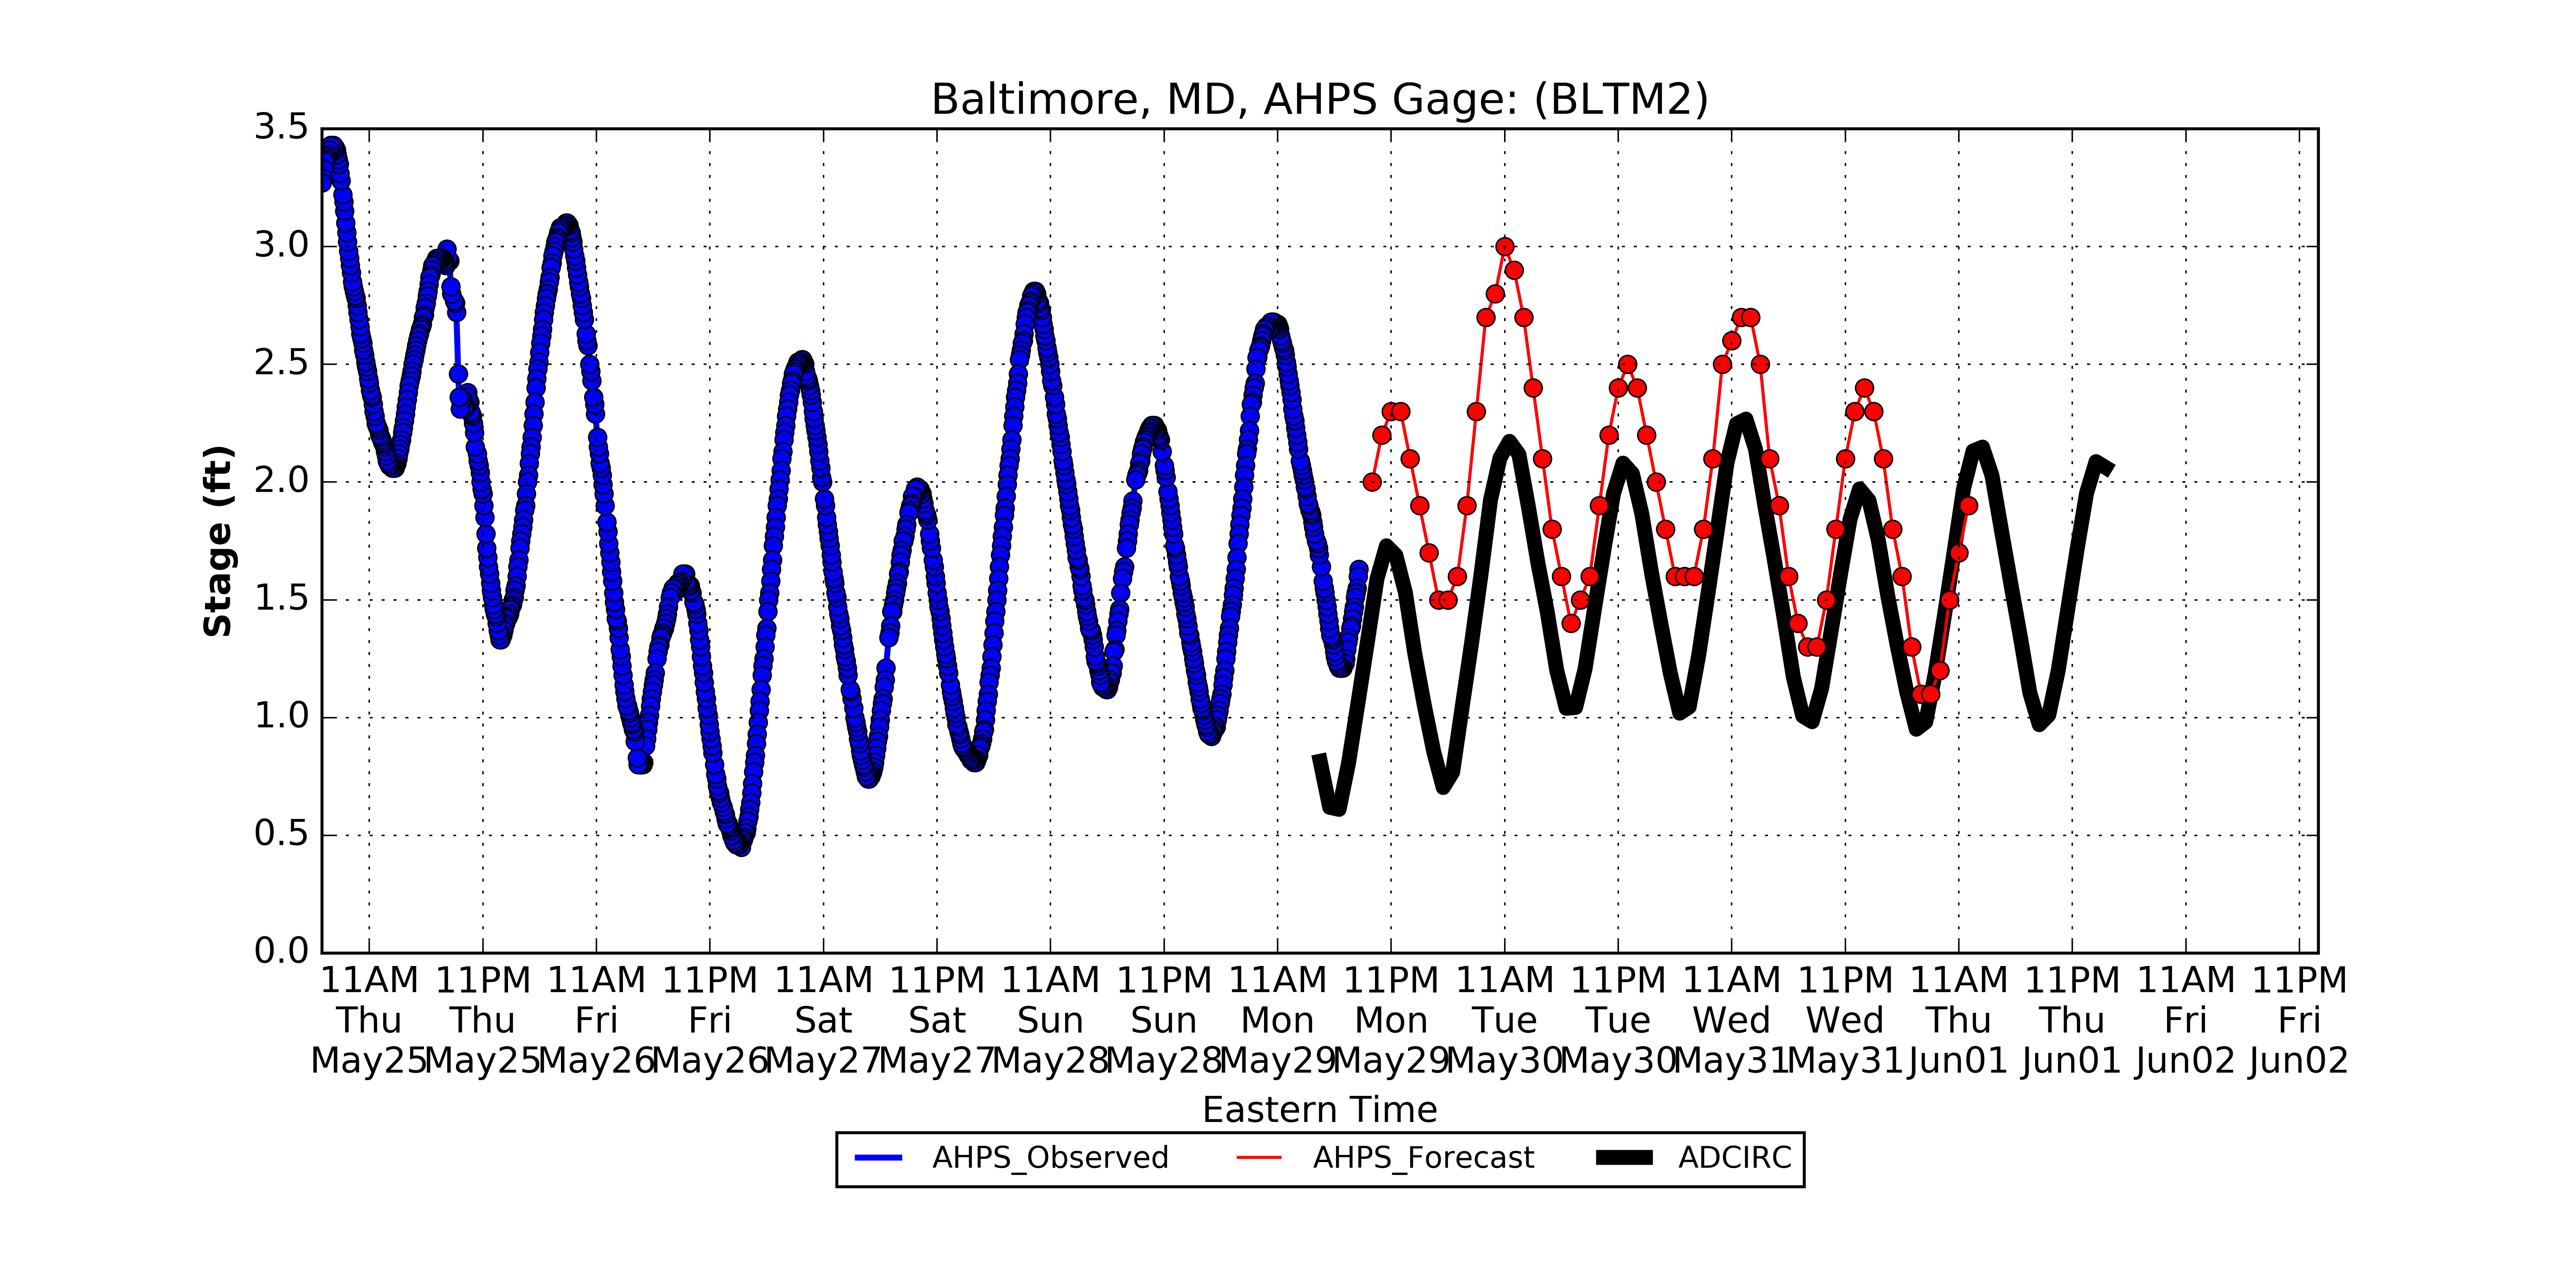 Baltimore, MD, AHPS Gage: (BLTM2)
3.5
3.0
2.5
2.0
1.5
1.0
0.5
0.0
Stage (ft)
11AM 11PM 11AM 11PM 11AM 11PM 11AM 11PM 11AM 11PM 11AM 11PM 11AM 11PM 11AM 11PM 11AM 11PM
Thu Thu Fri Fri Sat Sat Sun Sun Mon Mon Tue Tue Wed Wed Thu Thu Fri Fri
May25 May25 May26 May26 May27 May27 May28 May28 May29 May29 May30 May30 May31 May31 Jun01 Jun01 Jun02 Jun02
Eastern Time
AHPS_Observed AHPS_Forecast ADCIRC